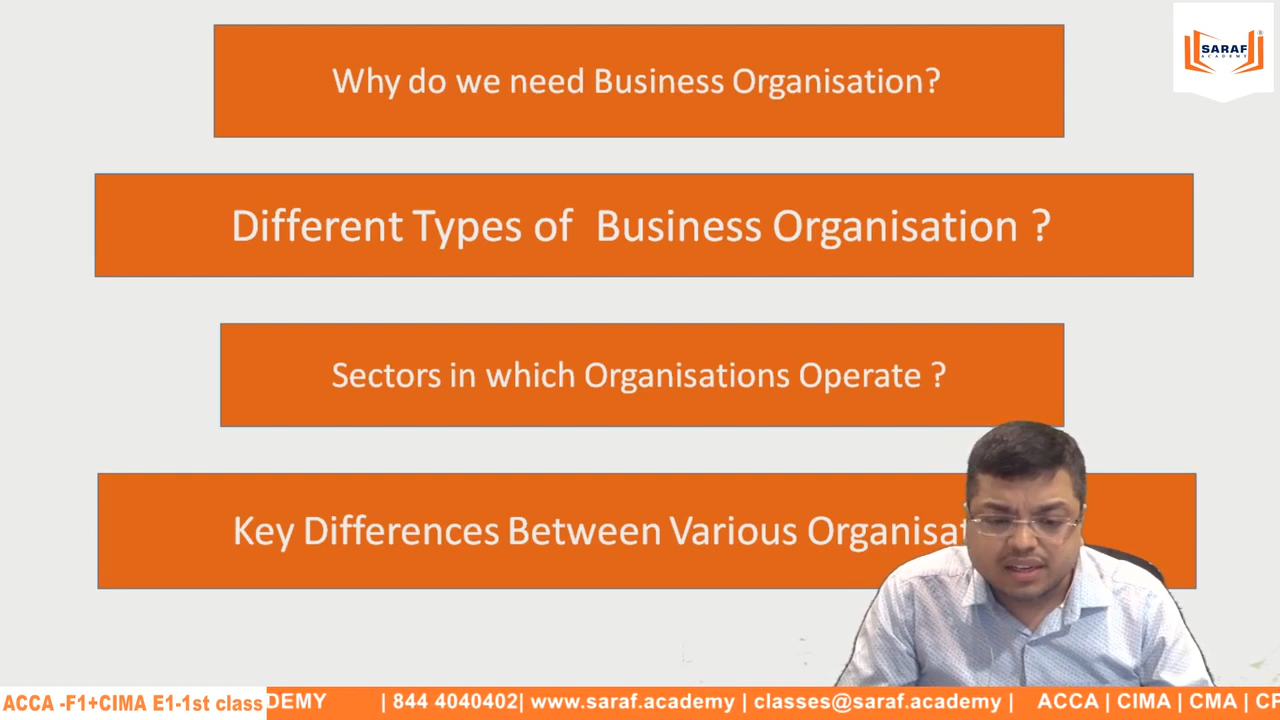 Why do we need Business Organisation?
SARAF
ACADEMY
®
Different Types of Business Organisation ?
Sectors in which Organisations Operate ?
Key Differences Between Various Organisat
ACCA -F1+CIMA E1-1st class
DEMY | 844 4040402| www.saraf.academy | classes@saraf.academy | ACCA | CIMA | CMA | CP